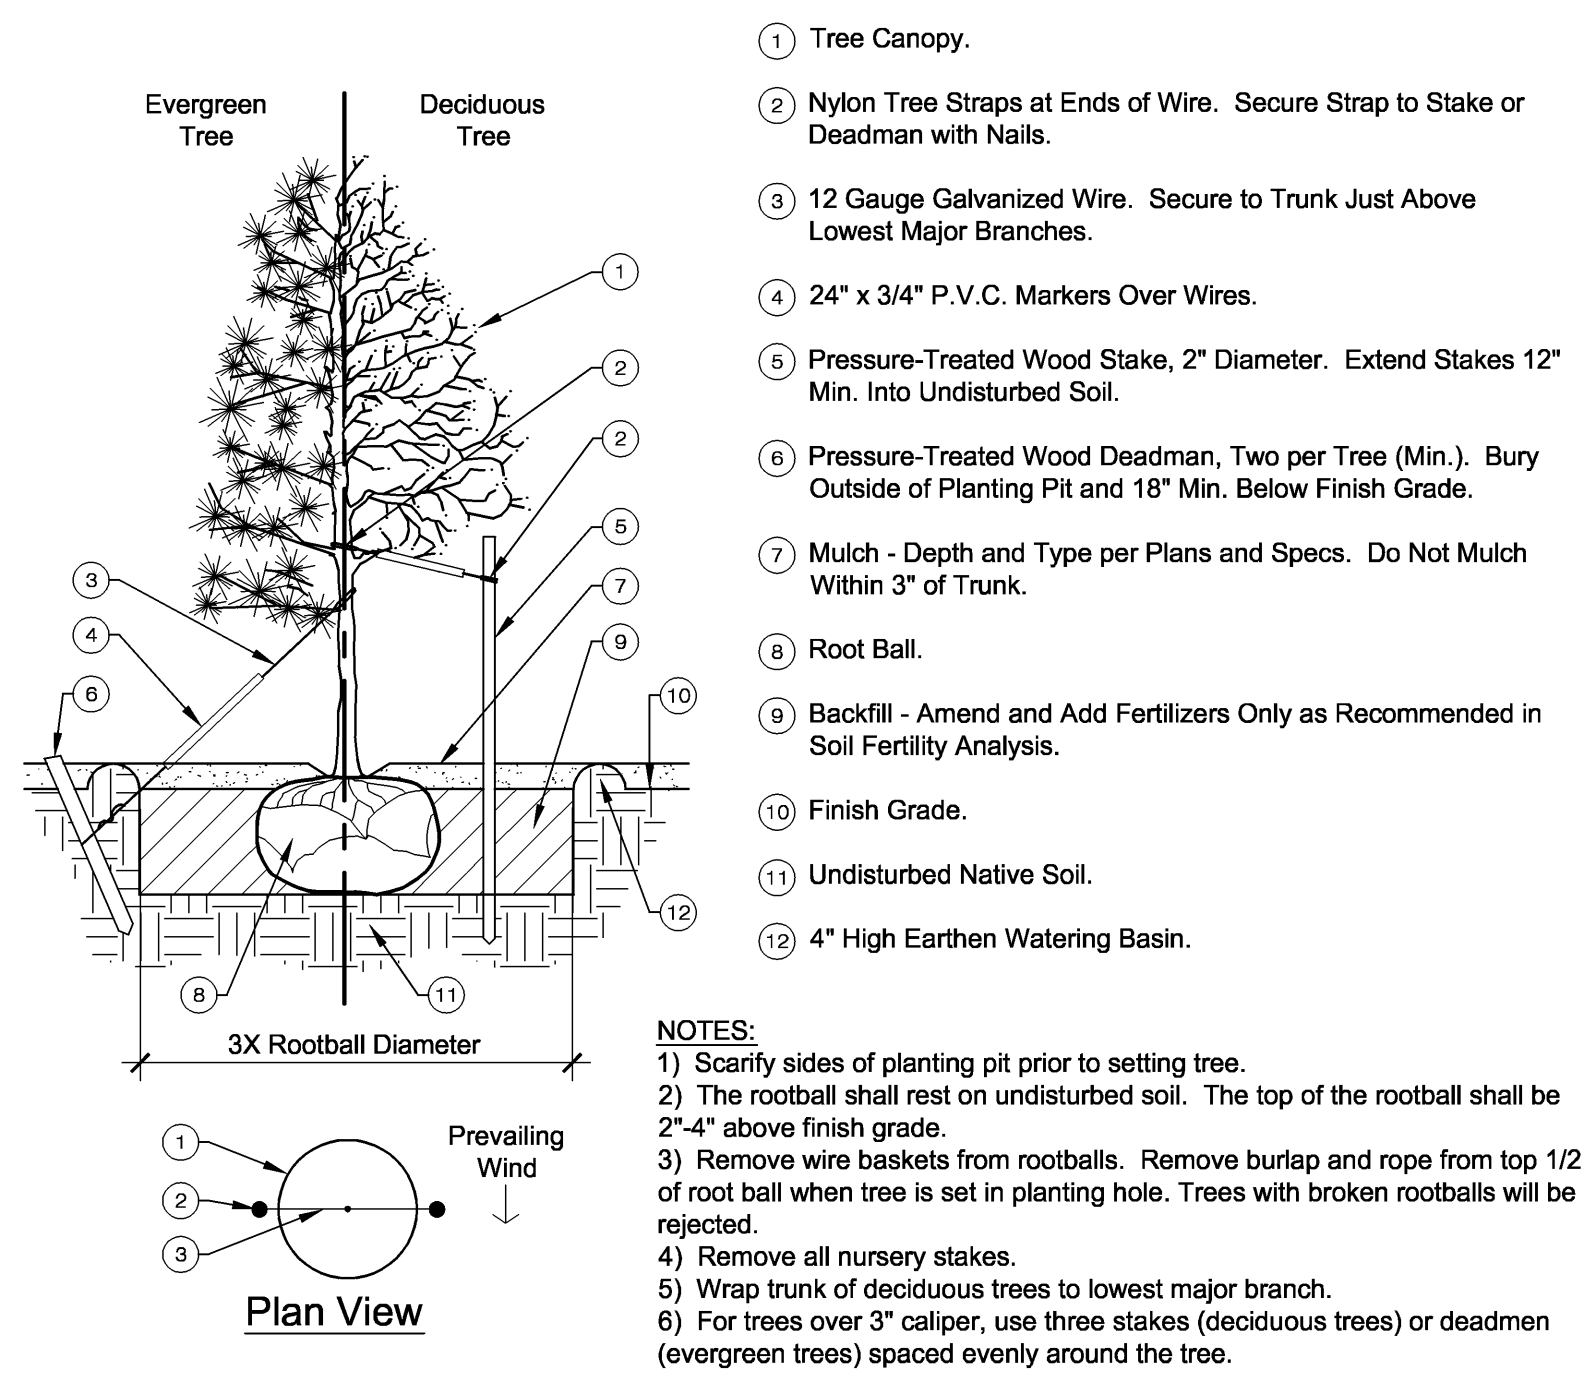 Evergreen
Tree
Deciduous
Tree
1
2
2
5
7
9
10
12
3
4
6
8
11
3X Rootball Diameter
1
2
3
Prevailing
Wind
Plan View
1 Tree Canopy.
2 Nylon Tree Straps at Ends of Wire. Secure Strap to Stake or
Deadman with Nails.
3 12 Gauge Galvanized Wire. Secure to Trunk Just Above
Lowest Major Branches.
4 24" x 3/4" P.V.C. Markers Over Wires.
5 Pressure-Treated Wood Stake, 2" Diameter. Extend Stakes 12"
Min. Into Undisturbed Soil.
6 Pressure-Treated Wood Deadman, Two per Tree (Min.). Bury
Outside of Planting Pit and 18" Min. Below Finish Grade.
7 Mulch - Depth and Type per Plans and Specs. Do Not Mulch
Within 3" of Trunk.
8 Root Ball.
9 Backfill - Amend and Add Fertilizers Only as Recommended in
Soil Fertility Analysis.
10 Finish Grade.
11 Undisturbed Native Soil.
12 4" High Earthen Watering Basin.
NOTES:
1) Scarify sides of planting pit prior to setting tree.
2) The rootball shall rest on undisturbed soil. The top of the rootball shall be
2"-4" above finish grade.
3) Remove wire baskets from rootballs. Remove burlap and rope from top 1/2
of root ball when tree is set in planting hole. Trees with broken rootballs will be
rejected.
4) Remove all nursery stakes.
5) Wrap trunk of deciduous trees to lowest major branch.
6) For trees over 3" caliper, use three stakes (deciduous trees) or deadmen
(evergreen trees) spaced evenly around the tree.